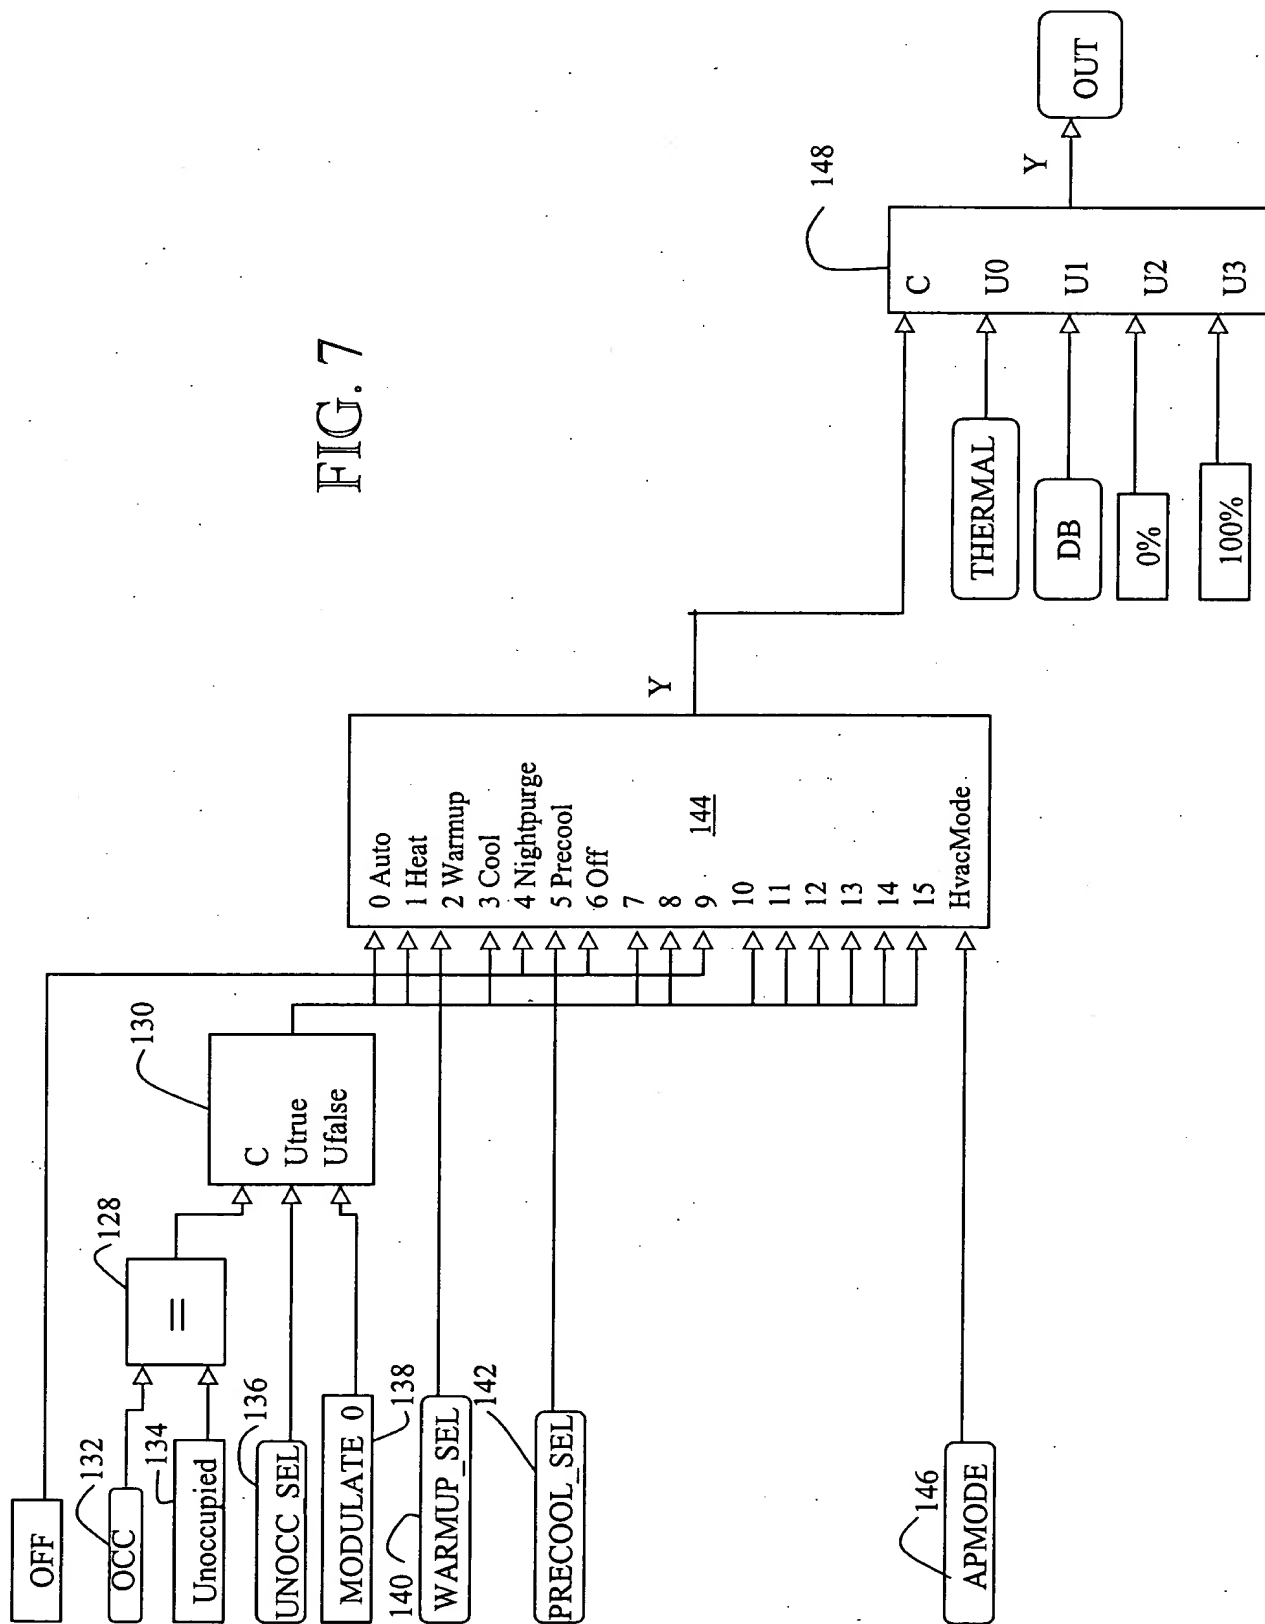 FIG. 7
OFF
OCC
132
Unoccupied
134
=
128
UNOCC SEL
136
MODULATE 0
138
C
Utrue
Ufalse
130
WARMUP_SEL
140
PRECOOL_SEL
142
APMODE
146
0 Auto
1 Heat
2 Warmup
3 Cool
4 Nightpurge
5 Precool
6 Off
7
8
9
10
11
12
13
14
15
HvacMode
144
Y
THERMAL
DB
0%
100%
C
U0
U1
U2
U3
148
Y
OUT